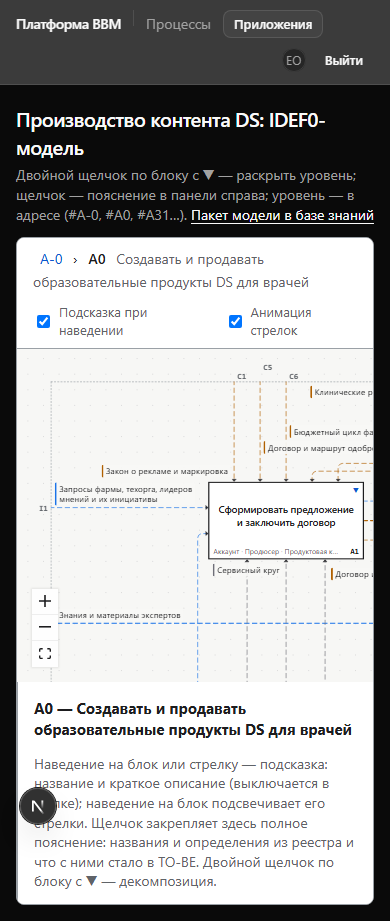 Платформа BBM
Процессы
Приложения
EO
Выйти
Производство контента DS: IDEF0-
модель
Двойной щелчок по блоку с ▼ — раскрыть уровень;
щелчок — пояснение в панели справа; уровень — в
адресе (#A-0, #A0, #A31...). Пакет модели в базе знаний
A-0 › A0 Создавать и продавать
образовательные продукты DS для врачей
Подсказка при
наведении
Анимация
стрелок
C5
C1
C6
Клинические
Бюджетный цикл
Договор и маршрут
Закон о рекламе и маркировка
Запросы фармы, техорга, лидеров
мнений и их инициативы
I1
Сформировать предложение
и заключить договор
Аккаунт · Продюсер · Продуктовая к...
A1
Сервисный круг
Договор
Знания и материалы экспертов
A0 — Создавать и продавать
образовательные продукты DS для врачей
Наведение на блок или стрелку — подсказка:
название и краткое описание (выключается в
наведение на блок подсвечивает его
стрелки. Щелчок закрепляет здесь полное
пояснение: названия и определения из реестра и
что с ними стало в TO-BE. Двойной щелчок по
блоку с ▼ — декомпозиция.
N